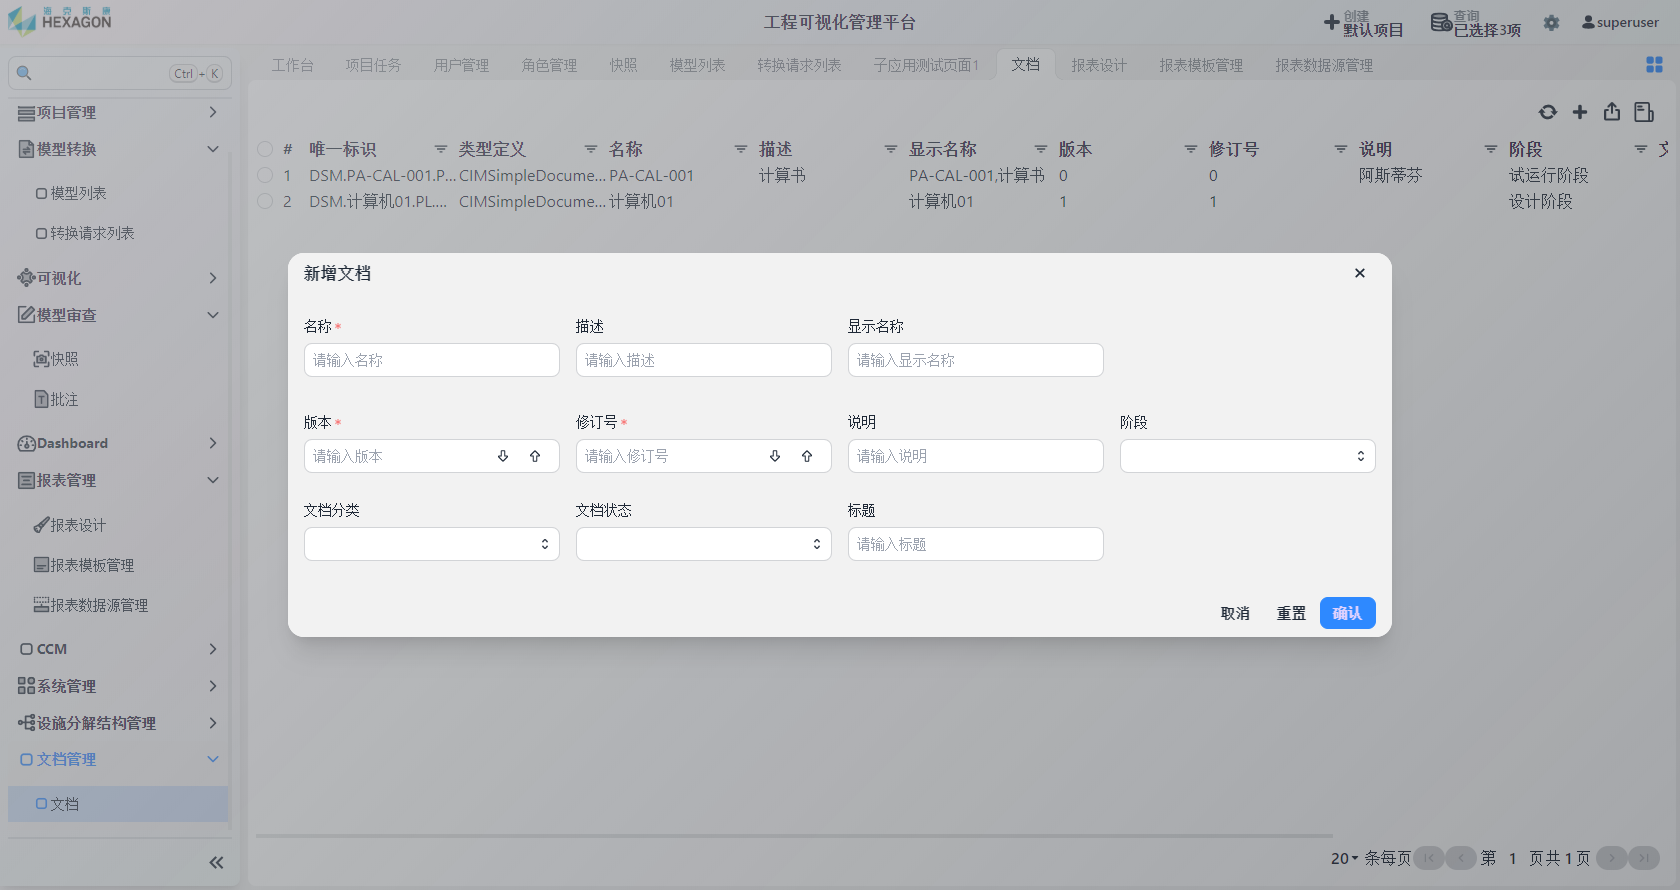 海克斯康
HEXAGON
工程可视化管理平台
创建
默认项目
查询
已选择3项
superuser
Ctrl + K
工作台 项目任务 用户管理 角色管理 快照 模型列表 转换请求列表 子应用测试页面1 文档 报表设计 报表模板管理 报表数据源管理
项目管理
模型转换
模型列表
转换请求列表
可视化
模型审查
快照
批注
Dashboard
报表管理
报表设计
报表模板管理
报表数据源管理
CCM
系统管理
设施分解结构管理
文档管理
文档
# 唯一标识 类型定义 名称 描述 显示名称 版本 修订号 说明 阶段
1 DSM.PA-CAL-001.P... CIMSimpleDocume... PA-CAL-001 计算书 PA-CAL-001,计算书 0 0 阿斯蒂芬 试运行阶段
2 DSM.计算机01.PL.... CIMSimpleDocume... 计算机01 计算机01 1 1 设计阶段
新增文档
名称* 描述 显示名称
请输入名称 请输入描述 请输入显示名称
版本* 修订号* 说明 阶段
请输入版本 请输入修订号 请输入说明
文档分类 文档状态 标题
请输入标题
取消 重置 确认
20 条每页 第 1 页共1页